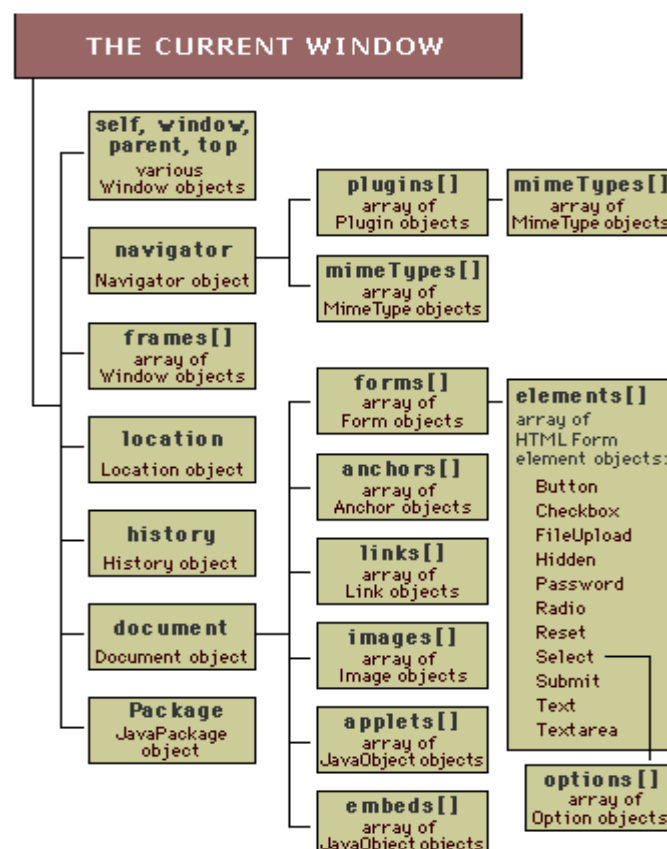 THE CURRENT WINDOW
self, window,
parent, top
various
Window objects
navigator
Navigator object
frames[]
array of
Window objects
location
Location object
history
History object
document
Document object
Package
JavaPackage
object
plugins[]
array of
Plugin objects
mimeTypes[]
array of
MimeType objects
mimeTypes[]
array of
MimeType objects
forms[]
array of
Form objects
anchors[]
array of
Anchor objects
links[]
array of
Link objects
images[]
array of
Image objects
applets[]
array of
JavaObject objects
embeds[]
array of
JavaObject objects
elements[]
array of
HTML Form
element objects:
Button
Checkbox
FileUpload
Hidden
Password
Radio
Reset
Select
Submit
Text
Textarea
options[]
array of
Option objects